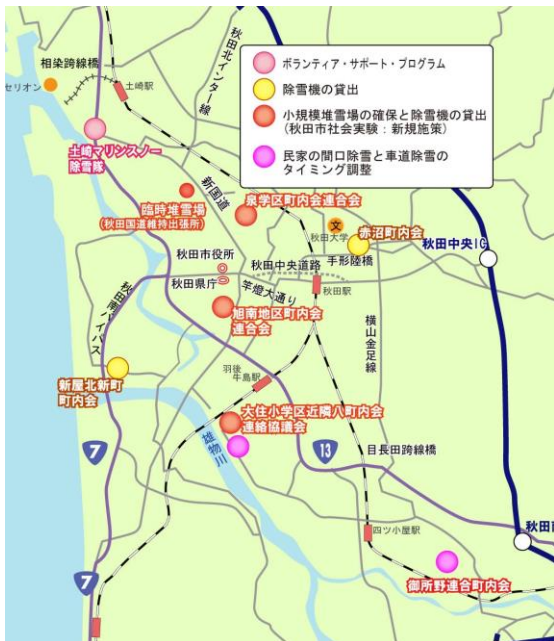 ボランティア・サポート・プログラム
除雪機の貸出
小規模堆雪場の確保と除雪機の貸出
(秋田市社会実験:新規施策)
民家の間口除雪と車道除雪の
タイミング調整
相染跨線橋
セリオン
土崎駅
秋田北インター線
土崎マリンスノー
除雪隊
新国道
臨時堆雪場
(秋田国道維持出張所)
泉学区町内会連合会
文
秋田大学
赤沼町内会
手形陸橋
秋田中央IC
秋田市役所
秋田県庁
秋田中央道路
竿燈大通り
秋田駅
秋田南バイパス
旭南地区町内会
連合会
横山金足線
新屋北新町
町内会
羽後
牛島駅
大住小学区近隣八町内会
連絡協議会
雄物川
7
13
目長田跨線橋
四ツ小屋駅
秋田南
御所野連合町内会
7